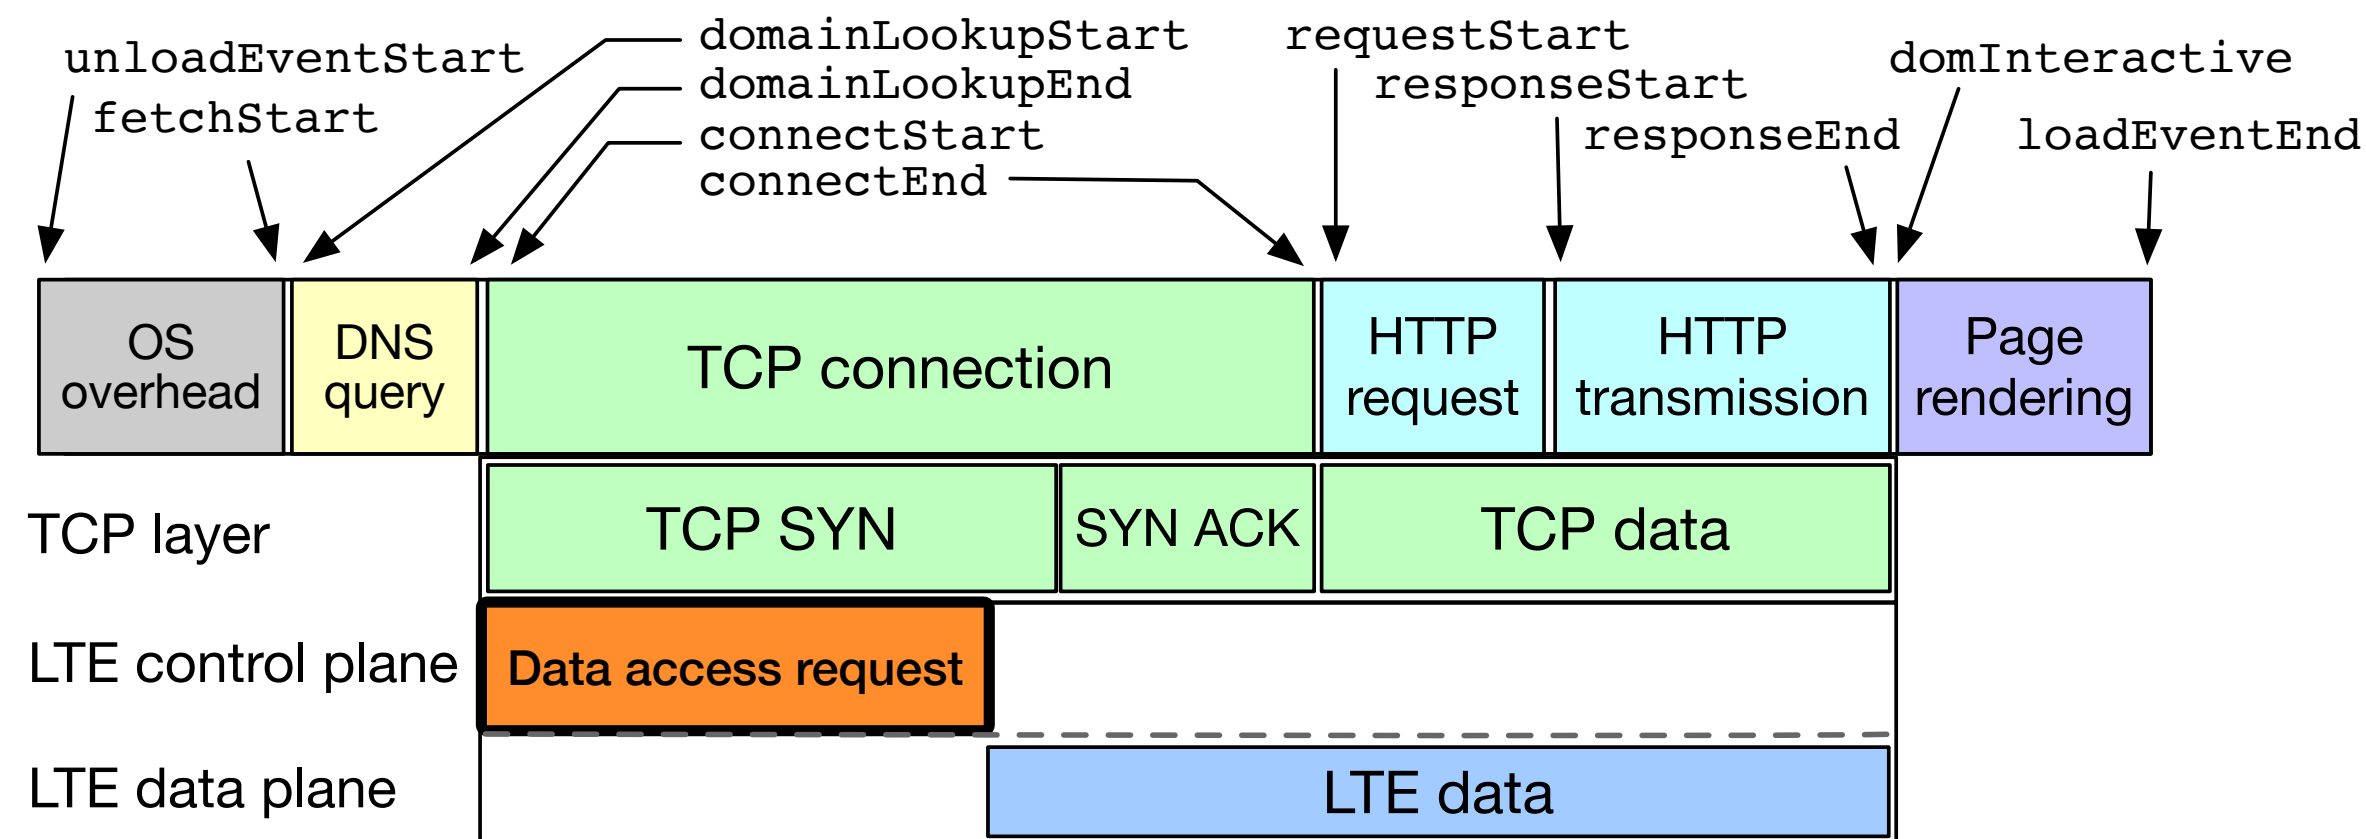 unloadEventStart
fetchStart
domainLookupStart
domainLookupEnd
connectStart
connectEnd
requestStart
responseStart
responseEnd
domInteractive
loadEventEnd
OS
overhead
DNS
query
TCP connection
HTTP
request
HTTP
transmission
Page
rendering
TCP layer
TCP SYN
SYN ACK
TCP data
LTE control plane
Data access request
LTE data plane
LTE data